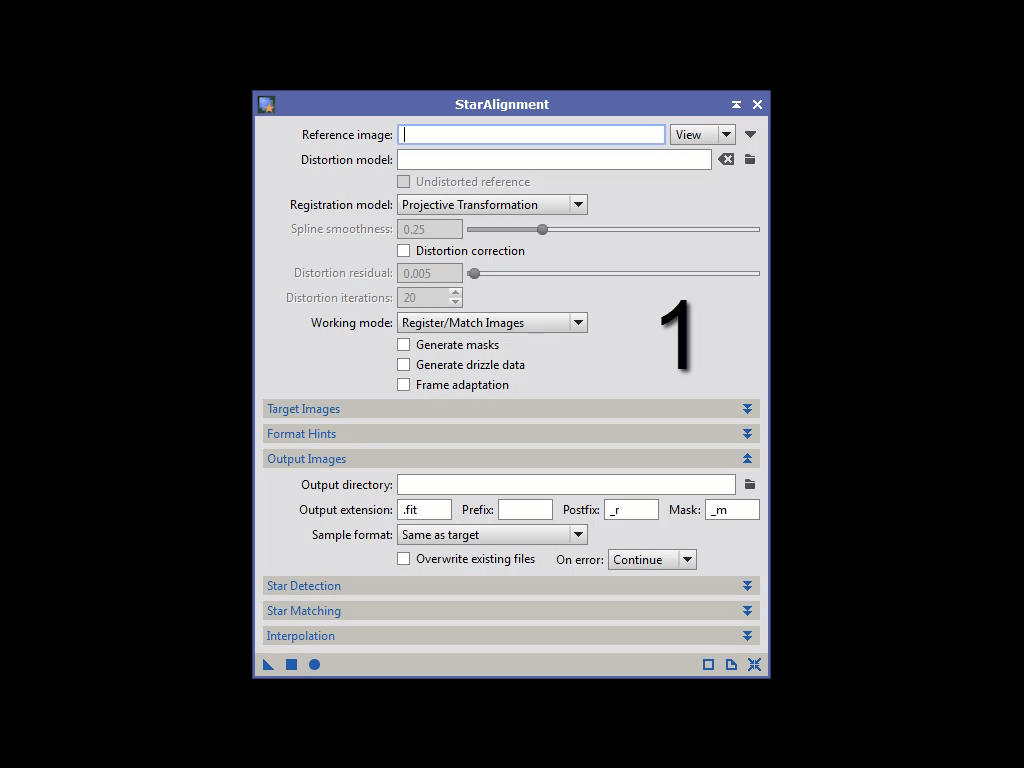 StarAlignment
Reference image: View
Distortion model:
Undistorted reference
Registration model: Projective Transformation
Spline smoothness: 0.25
Distortion correction
Distortion residual: 0.005
Distortion iterations: 20
Working mode: Register/Match Images
1
Generate masks
Generate drizzle data
Frame adaptation
Target Images
Format Hints
Output Images
Output directory:
Output extension: .fit Prefix: Postfix: _r Mask: _m
Sample format: Same as target
Overwrite existing files On error: Continue
Star Detection
Star Matching
Interpolation